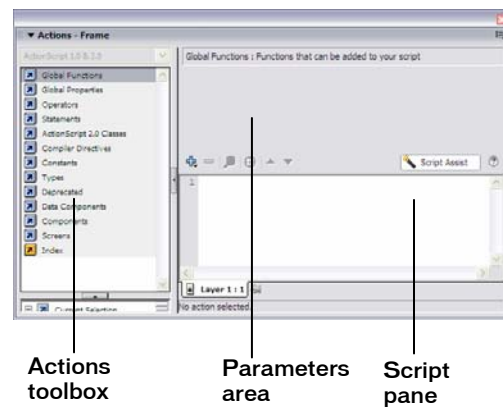 Actions - Frame
ActionScript 1.0 & 2.0
Global Functions : Functions that can be added to your script
Global Functions
Global Properties
Operators
Statements
ActionScript 2.0 Classes
Compiler Directives
Constants
Types
Deprecated
Data Components
Components
Screens
Index
Script Assist
1
Layer 1 : 1
Current Selection
No action selected.
Actions
toolbox
Parameters
area
Script
pane